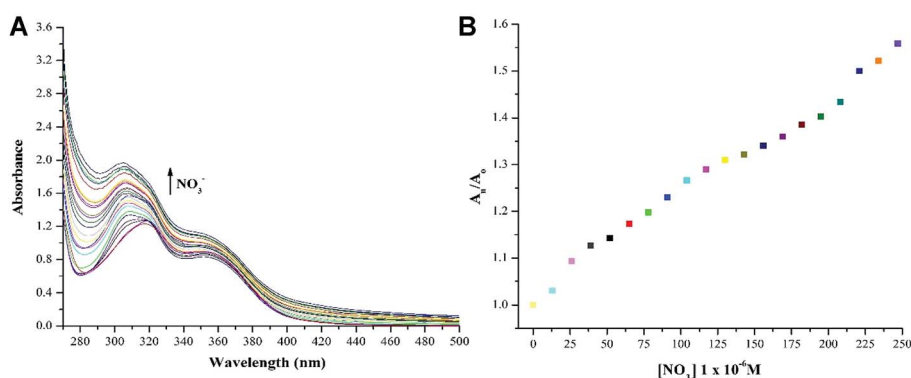 A
3.6
3.2
2.8
2.4
2.0
1.6
1.2
0.8
0.4
0.0
Absorbance
NO₃⁻
280 300 320 340 360 380 400 420 440 460 480 500
Wavelength (nm)
B
1.6
1.5
1.4
1.3
1.2
1.1
1.0
Aₙ/Aₒ
0 25 50 75 100 125 150 175 200 225 250
[NO₃⁻] 1 x 10⁻⁶M